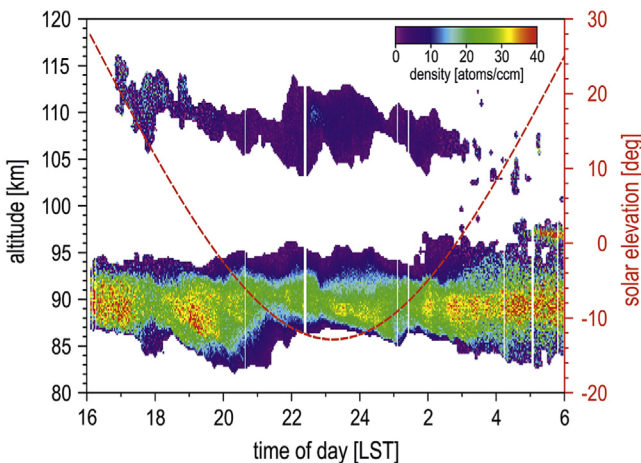 120
115
110
105
100
95
90
85
80
altitude [km]
0 10 20 30 40
density [atoms/ccm]
30
20
10
0
-10
-20
solar elevation [deg]
16 18 20 22 24 2 4 6
time of day [LST]